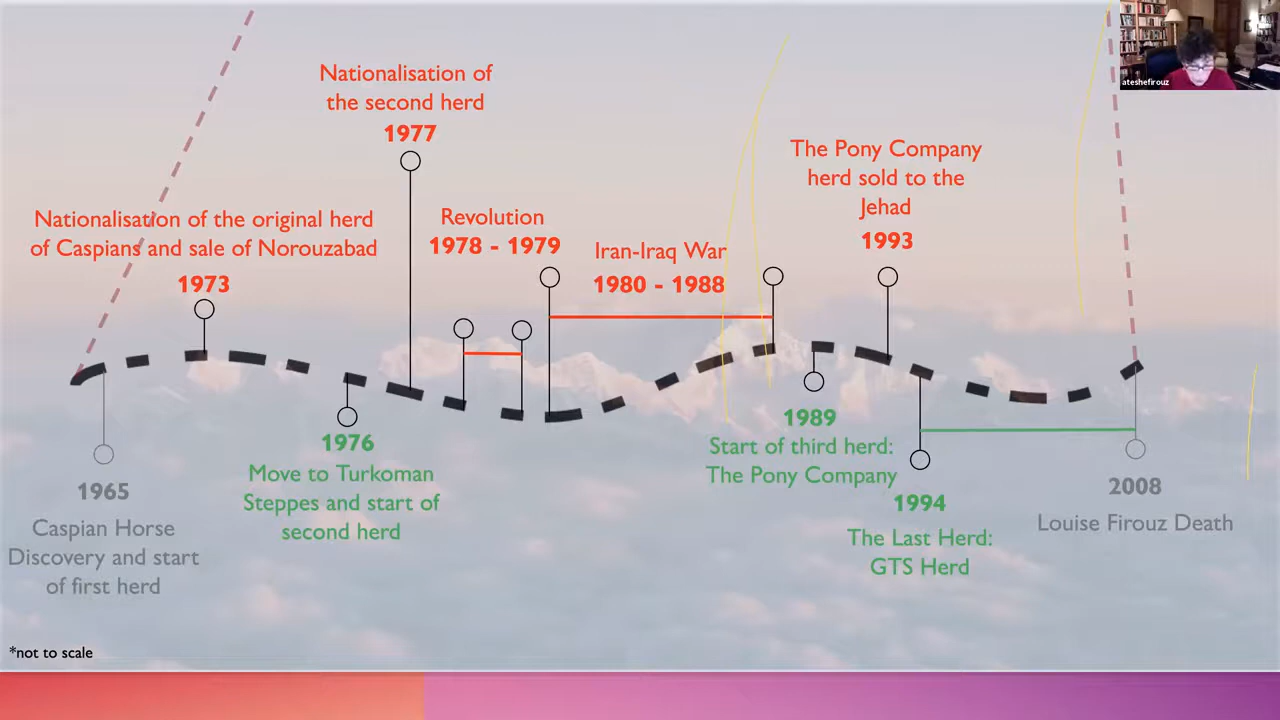 ateshefirouz
Nationalisation of
the second herd
1977
The Pony Company
herd sold to the
Jehad
1993
Nationalisation of the original herd
of Caspians and sale of Norouzabad
1973
Revolution
1978 - 1979
Iran-Iraq War
1980 - 1988
1965
Caspian Horse
Discovery and start
of first herd
1976
Move to Turkoman
Steppes and start of
second herd
1989
Start of third herd:
The Pony Company
1994
The Last Herd:
GTS Herd
2008
Louise Firouz Death
*not to scale